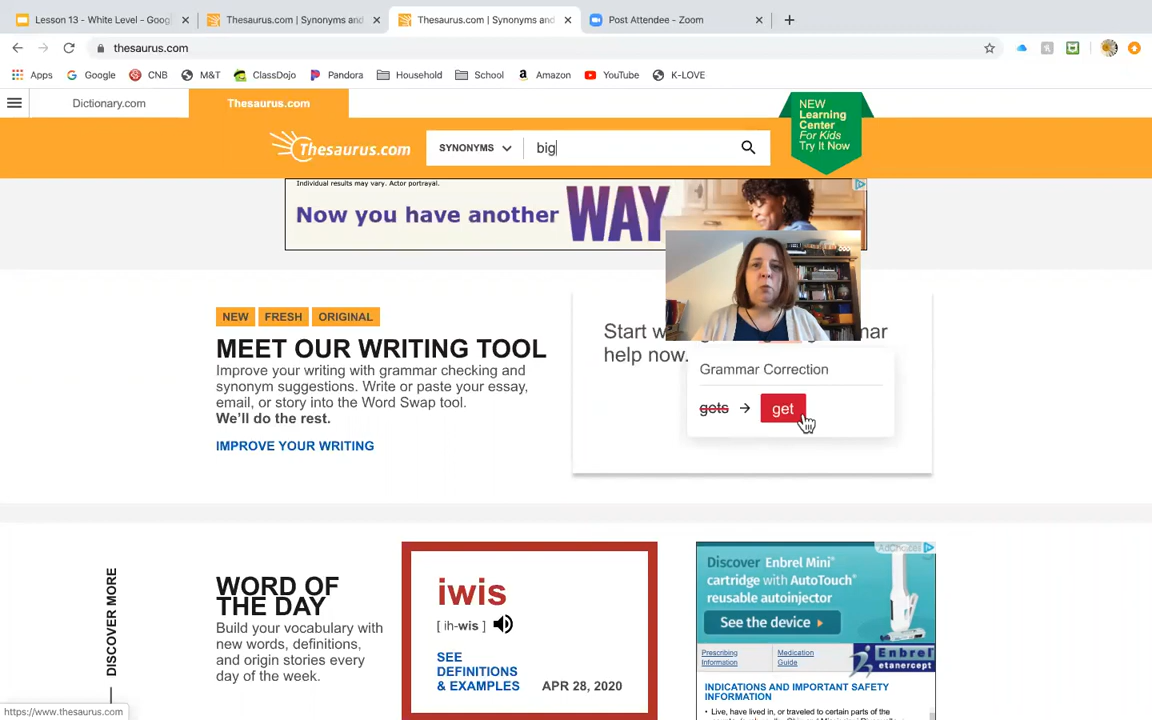 Lesson 13 - White Level - Goog
Thesaurus.com | Synonyms and
Thesaurus.com | Synonyms and
Post Attendee - Zoom
thesaurus.com
Apps Google CNB M&T ClassDojo Pandora Household School Amazon YouTube K-LOVE
Dictionary.com
Thesaurus.com
NEW
Learning
Center
For Kids
Try It Now
Thesaurus.com
SYNONYMS
big
Individual results may vary. Actor portrayal.
Now you have another WAY
NEW FRESH ORIGINAL
MEET OUR WRITING TOOL
Improve your writing with grammar checking and
synonym suggestions. Write or paste your essay,
email, or story into the Word Swap tool.
We'll do the rest.
IMPROVE YOUR WRITING
Start
help now.
Grammar Correction
gots → get
DISCOVER MORE
WORD OF
THE DAY
Build your vocabulary with
new words, definitions,
and origin stories every
day of the week.
iwis
[ ih-wis ]
SEE
DEFINITIONS
& EXAMPLES
APR 28, 2020
AdChoices
Discover Enbrel Mini®
cartridge with AutoTouch®
reusable autoinjector
See the device
Prescribing
Information
Medication
Guide
Enbrel
etanercept
INDICATIONS AND IMPORTANT SAFETY
INFORMATION
• Live, have lived in, or traveled to certain parts of the
https://www.thesaurus.com